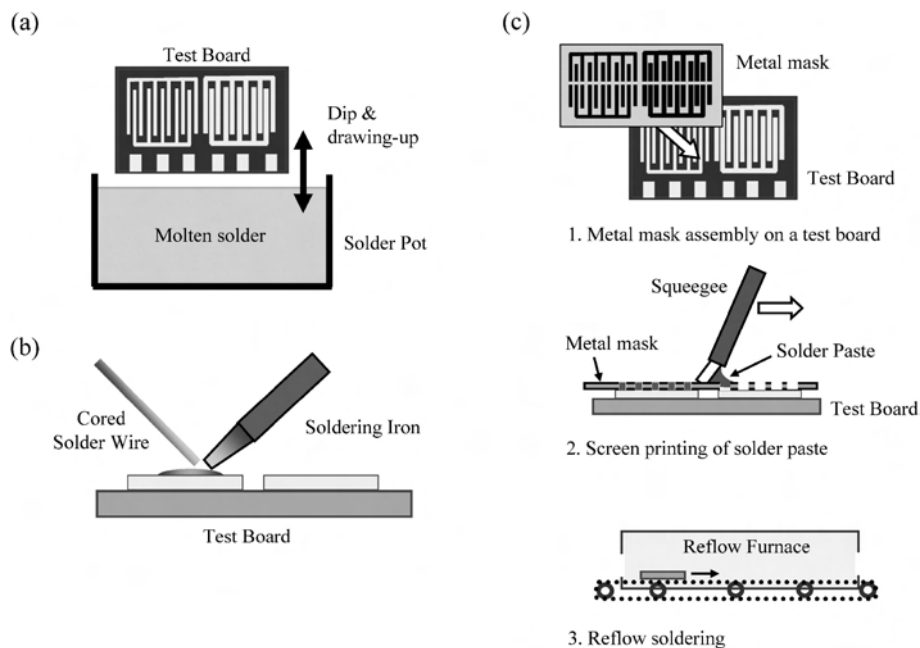 (a)
Test Board
Dip &
drawing-up
Molten solder
Solder Pot
(b)
Cored
Solder Wire
Soldering Iron
Test Board
(c)
Metal mask
Test Board
1. Metal mask assembly on a test board
Squeegee
Metal mask
Solder Paste
Test Board
2. Screen printing of solder paste
Reflow Furnace
3. Reflow soldering